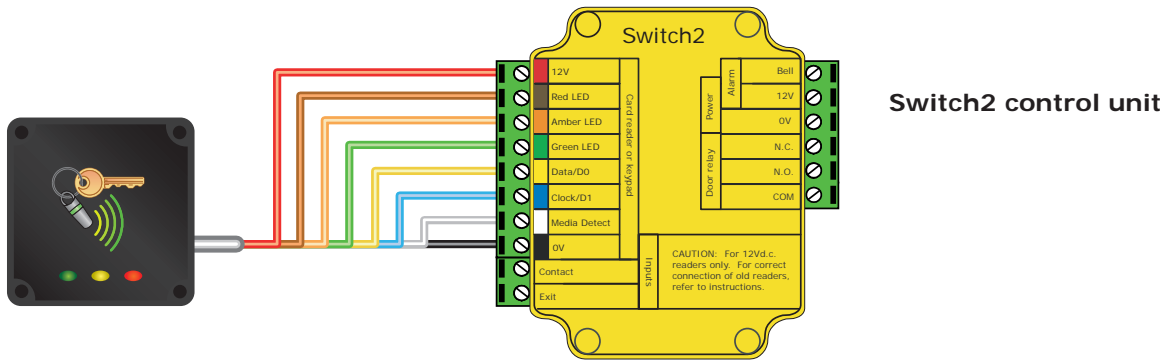 Switch2
12V
Red LED
Amber LED
Green LED
Data/D0
Clock/D1
Media Detect
0V
Contact
Exit
Card reader or keypad
Inputs
Alarm
Power
Door relay
Bell
12V
0V
N.C.
N.O.
COM
CAUTION: For 12Vd.c.
readers only. For correct
connection of old readers,
refer to instructions.
Switch2 control unit